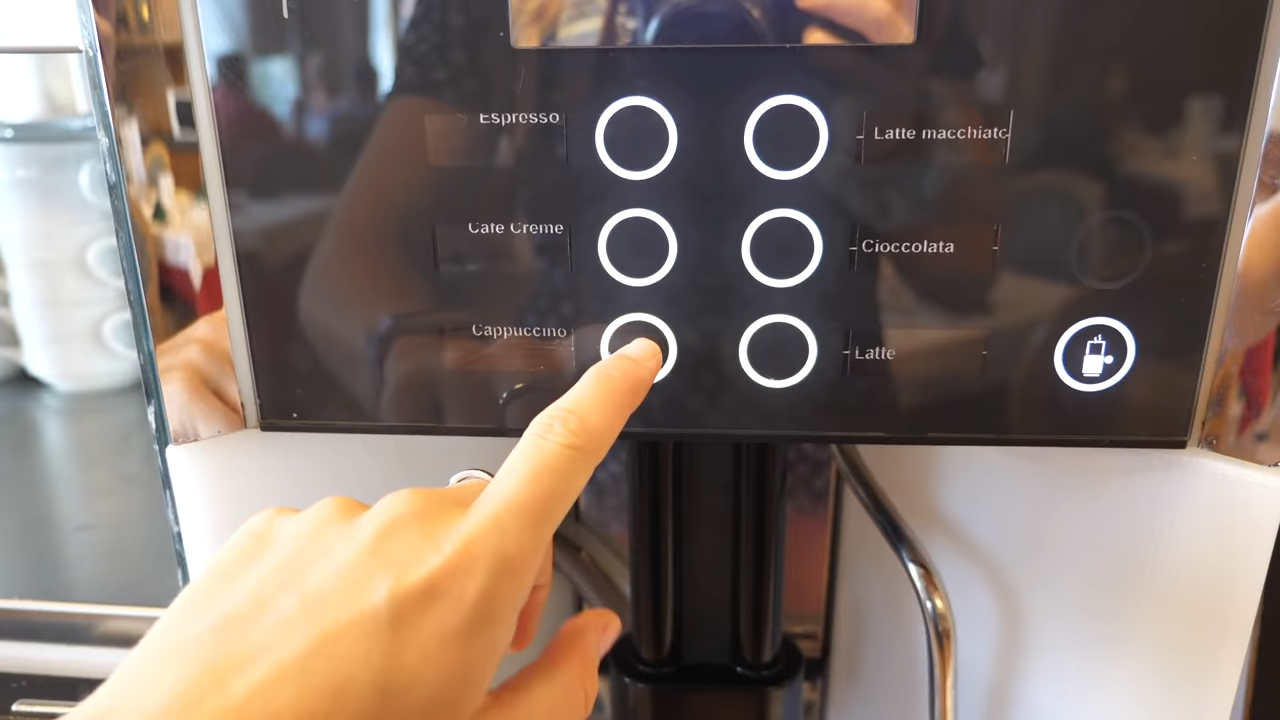 Espresso
Latte macchiato
Cafe Creme
Cioccolata
Cappuccino
Latte